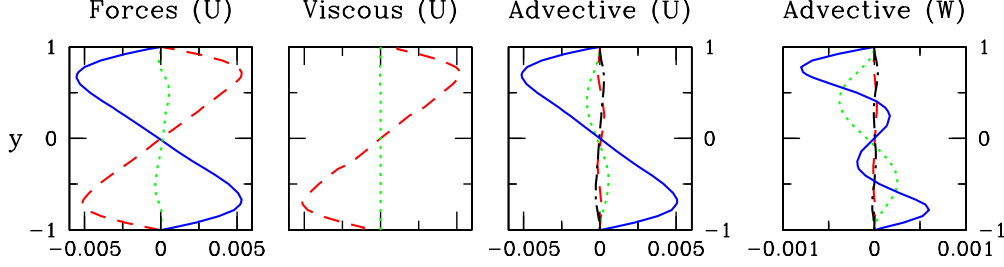 Forces (U) Viscous (U) Advective (U) Advective (W)
1 1 1
y 0 0 0
-1 -1 -1
-0.005 0 0.005 -0.005 0 0.005 -0.001 0 0.001